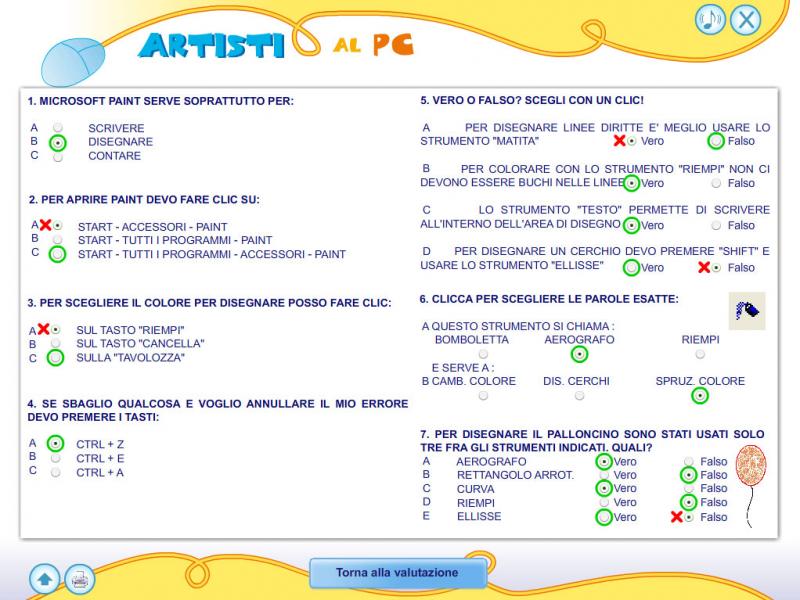 ARTISTI AL PC
1. MICROSOFT PAINT SERVE SOPRATTUTTO PER:
A SCRIVERE
B DISEGNARE
C CONTARE
2. PER APRIRE PAINT DEVO FARE CLIC SU:
A START - ACCESSORI - PAINT
B START - TUTTI I PROGRAMMI - PAINT
C START - TUTTI I PROGRAMMI - ACCESSORI - PAINT
3. PER SCEGLIERE IL COLORE PER DISEGNARE POSSO FARE CLIC:
A SUL TASTO "RIEMPI"
B SUL TASTO "CANCELLA"
C SULLA "TAVOLOZZA"
4. SE SBAGLIO QUALCOSA E VOGLIO ANNULLARE IL MIO ERRORE
DEVO PREMERE I TASTI:
A CTRL + Z
B CTRL + E
C CTRL + A
5. VERO O FALSO? SCEGLI CON UN CLIC!
A PER DISEGNARE LINEE DIRITTE E' MEGLIO USARE LO
STRUMENTO "MATITA" Vero Falso
B PER COLORARE CON LO STRUMENTO "RIEMPI" NON CI
DEVONO ESSERE BUCHI NELLE LINEE Vero Falso
C LO STRUMENTO "TESTO" PERMETTE DI SCRIVERE
ALL'INTERNO DELL'AREA DI DISEGNO Vero Falso
D PER DISEGNARE UN CERCHIO DEVO PREMERE "SHIFT" E
USARE LO STRUMENTO "ELLISSE" Vero Falso
6. CLICCA PER SCEGLIERE LE PAROLE ESATTE:
A QUESTO STRUMENTO SI CHIAMA :
BOMBOLETTA AEROGRAFO RIEMPI
E SERVE A :
B CAMB. COLORE DIS. CERCHI SPRUZ. COLORE
7. PER DISEGNARE IL PALLONCINO SONO STATI USATI SOLO
TRE FRA GLI STRUMENTI INDICATI. QUALI?
A AEROGRAFO Vero Falso
B RETTANGOLO ARROT. Vero Falso
C CURVA Vero Falso
D RIEMPI Vero Falso
E ELLISSE Vero Falso
Torna alla valutazione